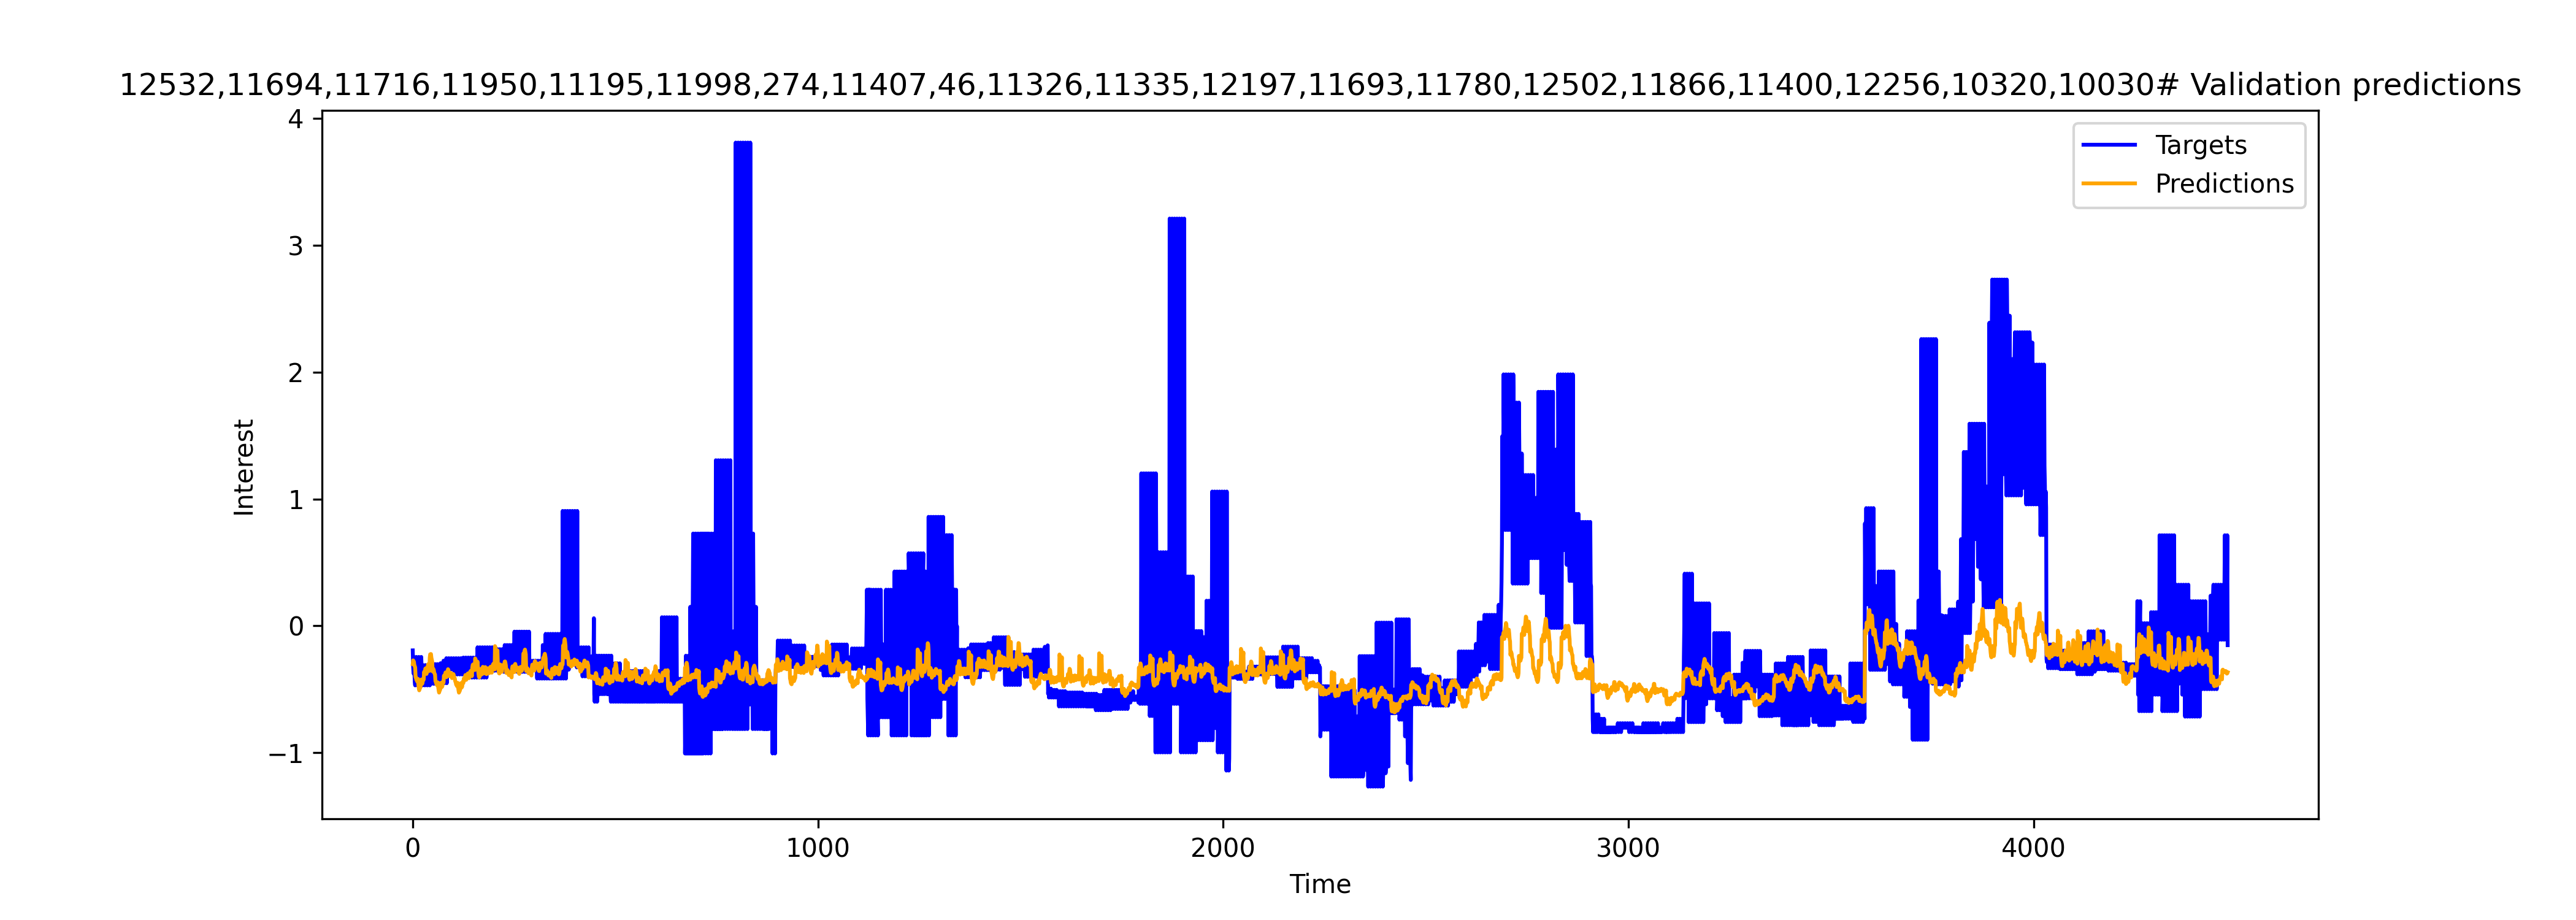 12532,11694,11716,11950,11195,11998,274,11407,46,11326,11335,12197,11693,11780,12502,11866,11400,12256,10320,10030# Validation predictions
4
3
2
1
0
−1
Interest
Targets
Predictions
0 1000 2000 3000 4000
Time